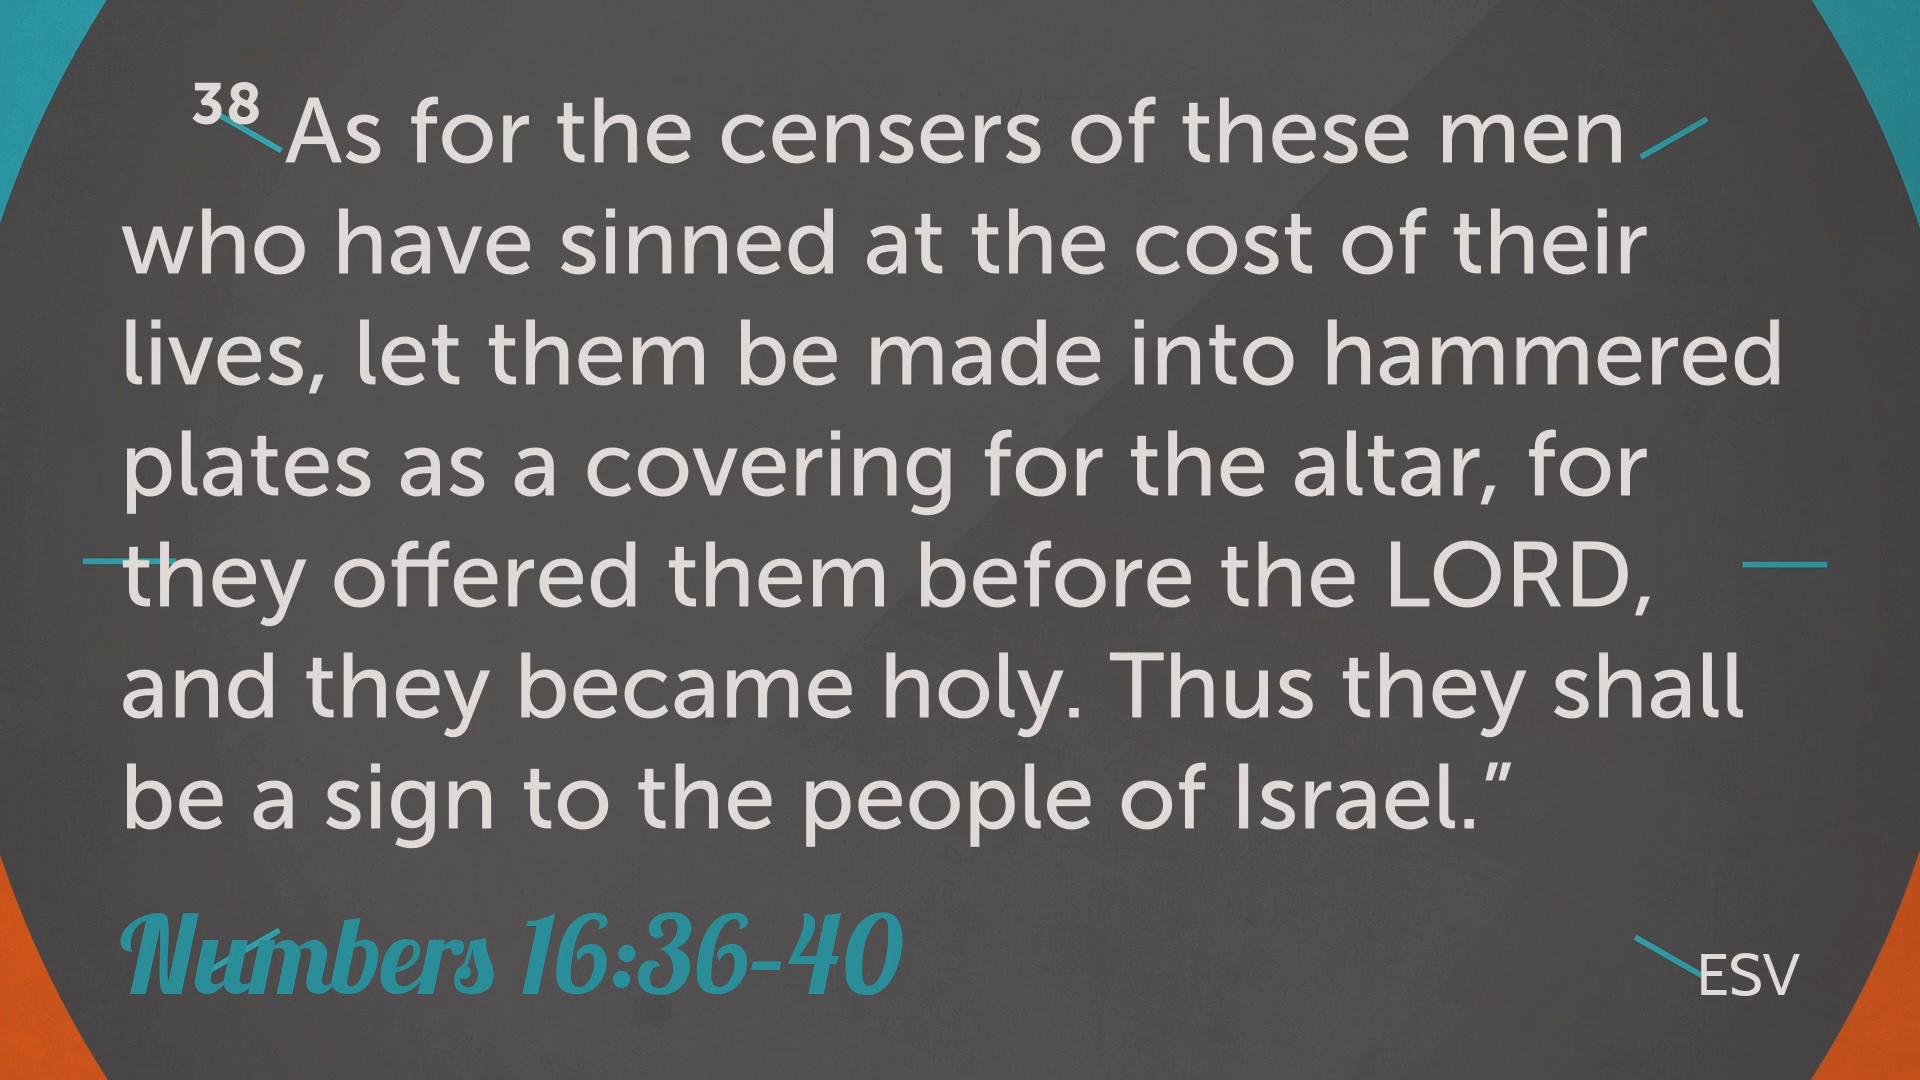 38 As for the censers of these men
who have sinned at the cost of their
lives, let them be made into hammered
plates as a covering for the altar, for
they offered them before the LORD,
and they became holy. Thus they shall
be a sign to the people of Israel.”
Numbers 16:36-40
ESV